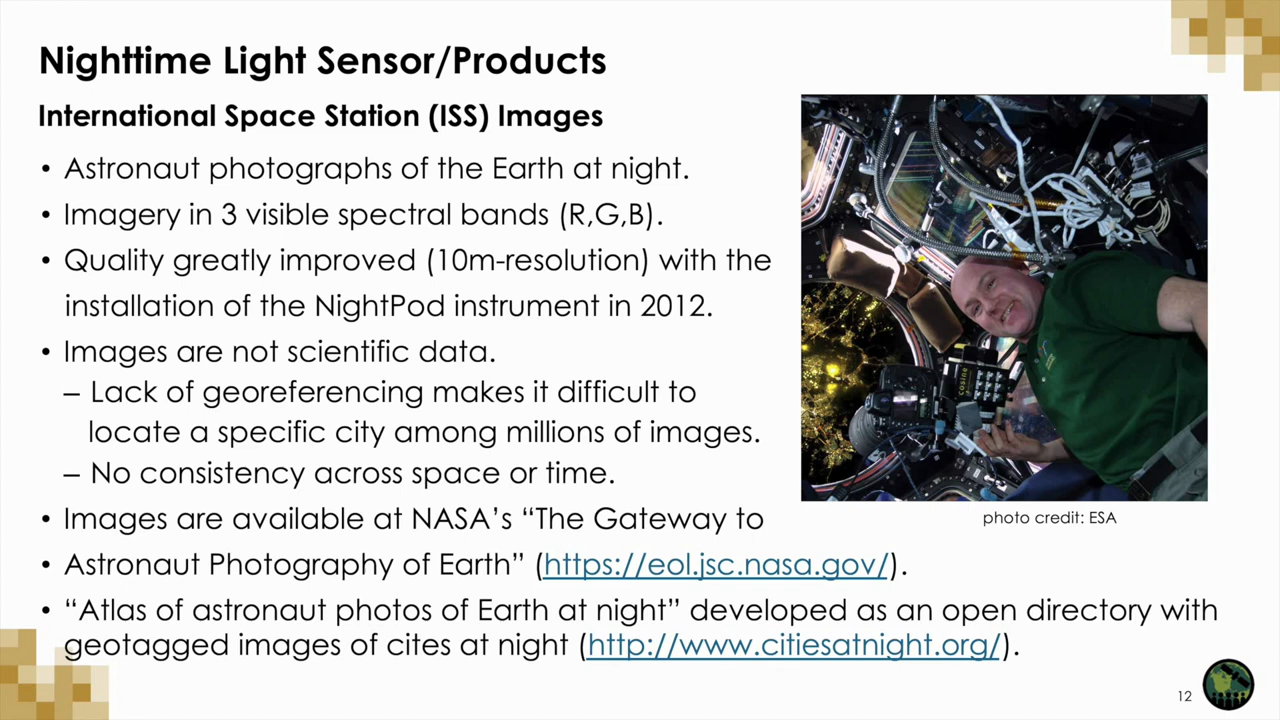 Nighttime Light Sensor/Products
International Space Station (ISS) Images
• Astronaut photographs of the Earth at night.
• Imagery in 3 visible spectral bands (R,G,B).
• Quality greatly improved (10m-resolution) with the
installation of the NightPod instrument in 2012.
• Images are not scientific data.
– Lack of georeferencing makes it difficult to
locate a specific city among millions of images.
– No consistency across space or time.
• Images are available at NASA’s “The Gateway to
• Astronaut Photography of Earth” (https://eol.jsc.nasa.gov/).
• “Atlas of astronaut photos of Earth at night” developed as an open directory with
geotagged images of cites at night (http://www.citiesatnight.org/).
cosine
photo credit: ESA
12